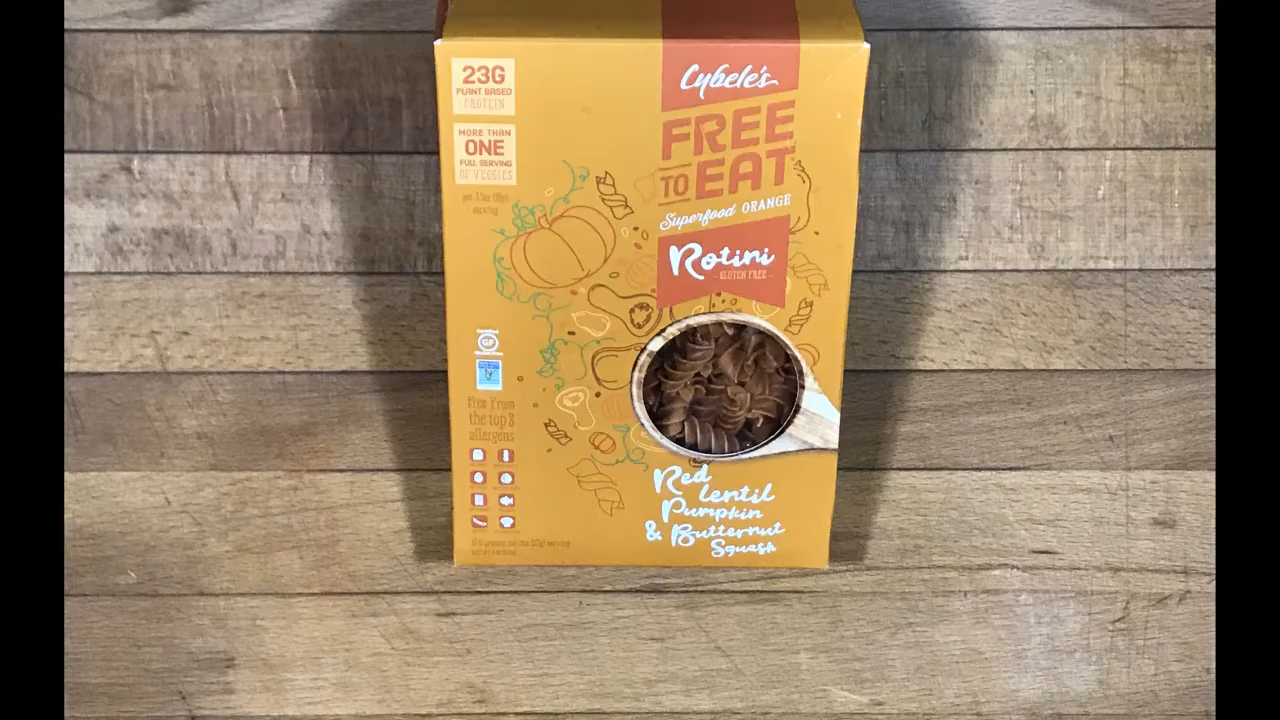 23G
PLANT BASED
PROTEIN
MORE THAN
ONE
FULL SERVING
OF VEGGIES
Cybele's
FREE
TO EAT
Superfood ORANGE
Rotini
GLUTEN FREE
GF
Free From
the top 8
allergens
Red
lentil
Pumpkin
& Butternut
Squash